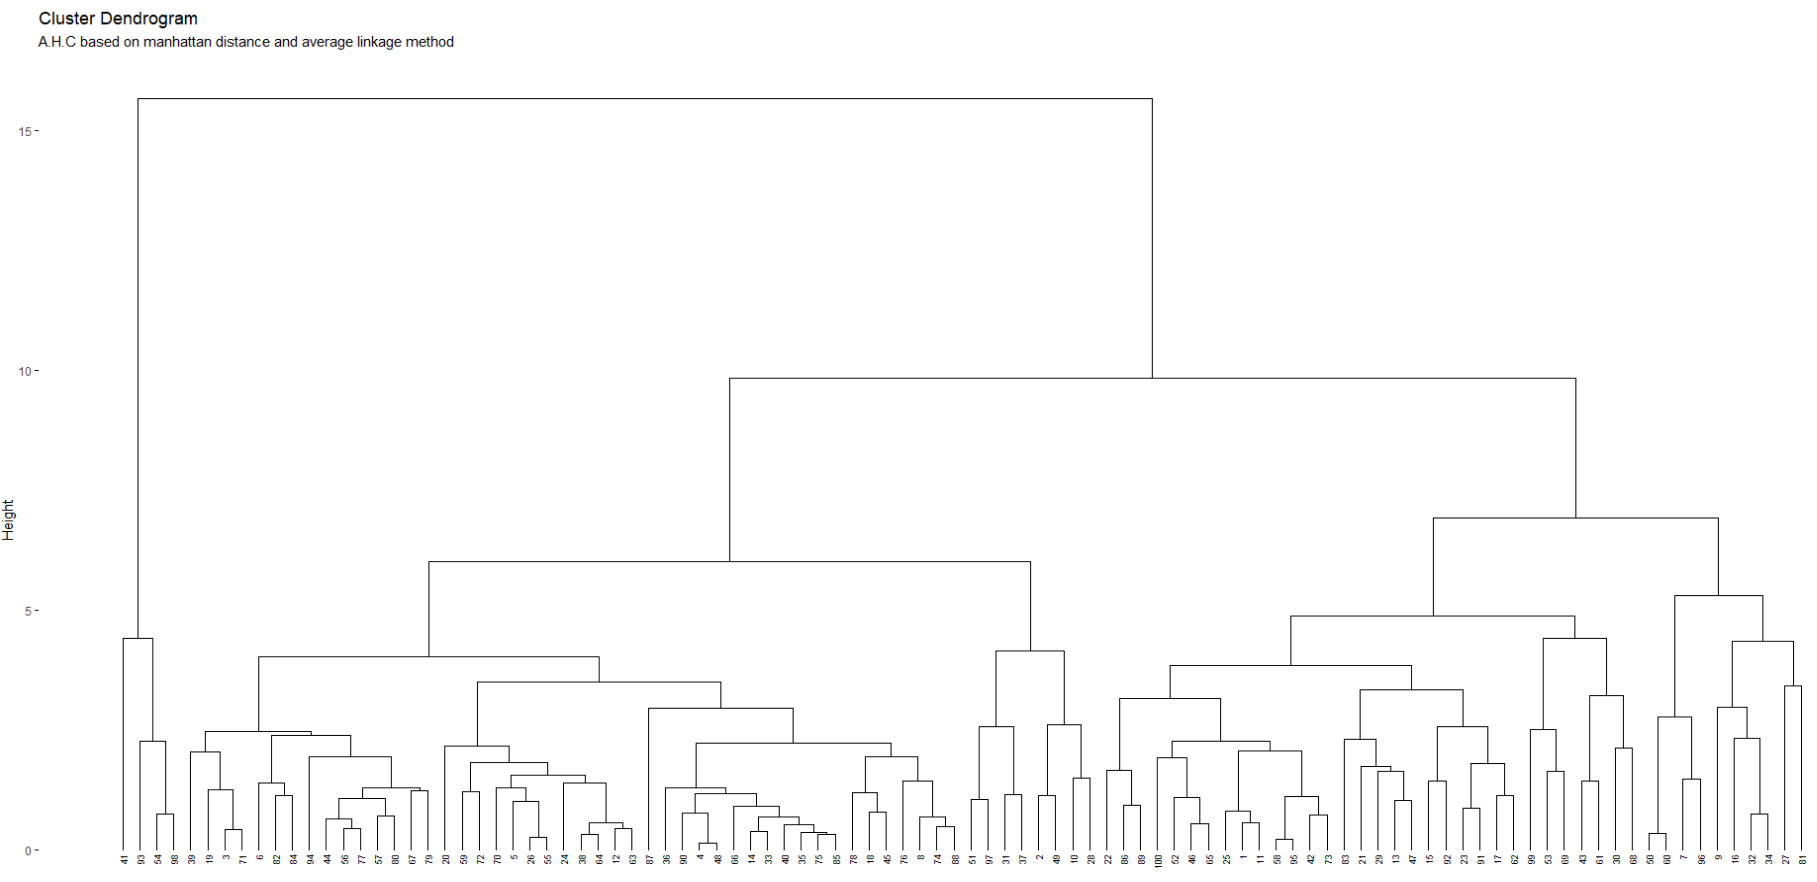 Cluster Dendrogram
A.H.C based on manhattan distance and average linkage method
15
10
Height
5
0
41 93 54 98 39 19 3 71 6 82 84 94 44 56 77 57 80 67 79 20 59 72 70 5 26 55 24 38 64 12 63 87 36 90 4 48 66 14 33 40 35 75 85 78 18 45 76 8 74 88 51 97 31 37 2 49 10 28 22 86 89 100 52 46 65 25 1 11 58 95 42 73 83 21 29 13 47 15 92 23 91 17 62 99 53 69 43 61 30 68 50 60 7 96 9 16 32 34 27 81